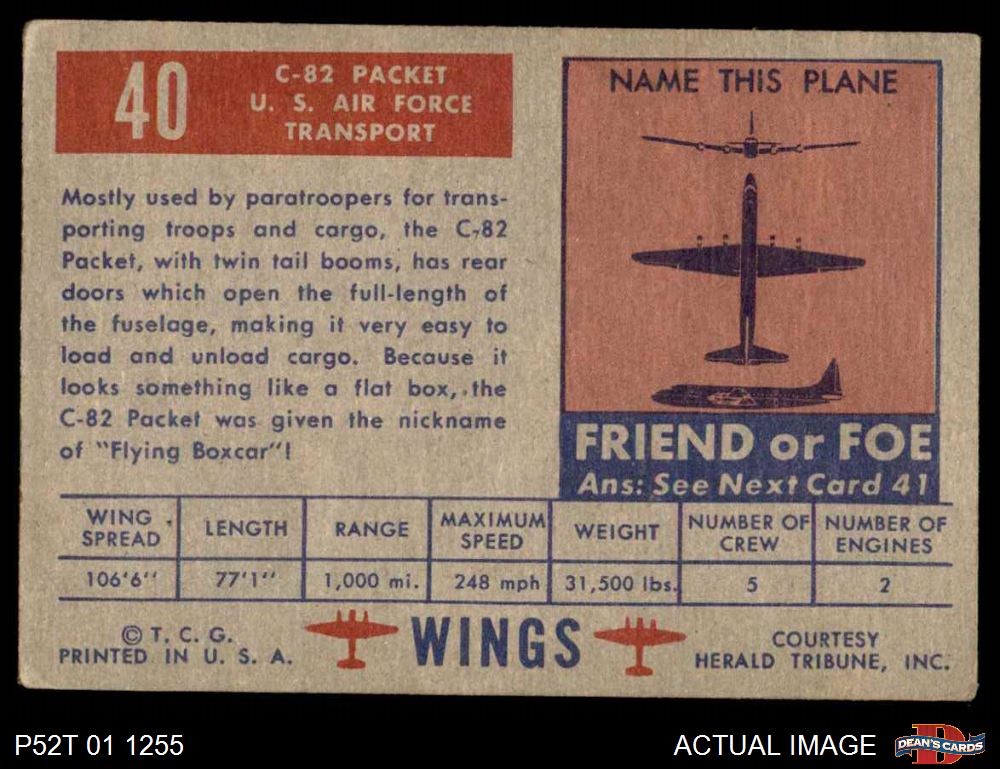 40
C-82 PACKET
U. S. AIR FORCE
TRANSPORT
Mostly used by paratroopers for trans-
porting troops and cargo, the C-82
Packet, with twin tail booms, has rear
doors which open the full-length of
the fuselage, making it very easy to
load and unload cargo. Because it
looks something like a flat box, the
C-82 Packet was given the nickname
of "Flying Boxcar"!
NAME THIS PLANE
FRIEND or FOE
Ans: See Next Card 41
WING SPREAD LENGTH RANGE MAXIMUM SPEED WEIGHT NUMBER OF CREW NUMBER OF ENGINES
106'6" 77'1" 1,000 mi. 248 mph 31,500 lbs. 5 2
© T. C. G.
PRINTED IN U. S. A.
WINGS
COURTESY
HERALD TRIBUNE, INC.
P52T 01 1255
ACTUAL IMAGE
DEAN'S CARDS